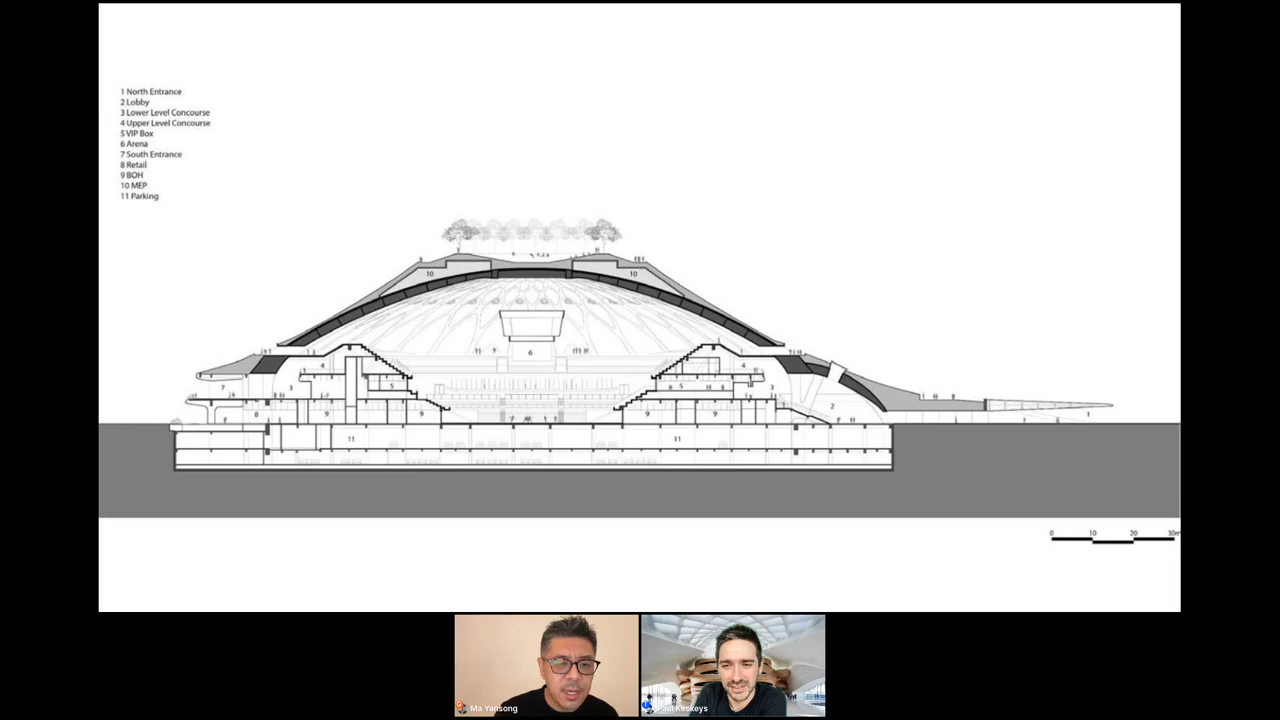 1 North Entrance
2 Lobby
3 Lower Level Concourse
4 Upper Level Concourse
5 VIP Box
6 Arena
7 South Entrance
8 Retail
9 BOH
10 MEP
11 Parking
10 10
6
4 4
7 3 5 5 3
2
8 9 9 9 9 1
11 11
0 10 20 30m
Ma Yansong
Paul Keskeys